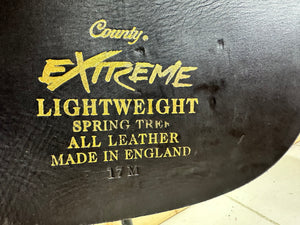 County®
EXTREME
LIGHTWEIGHT
SPRING TREE
ALL LEATHER
MADE IN ENGLAND
17 M